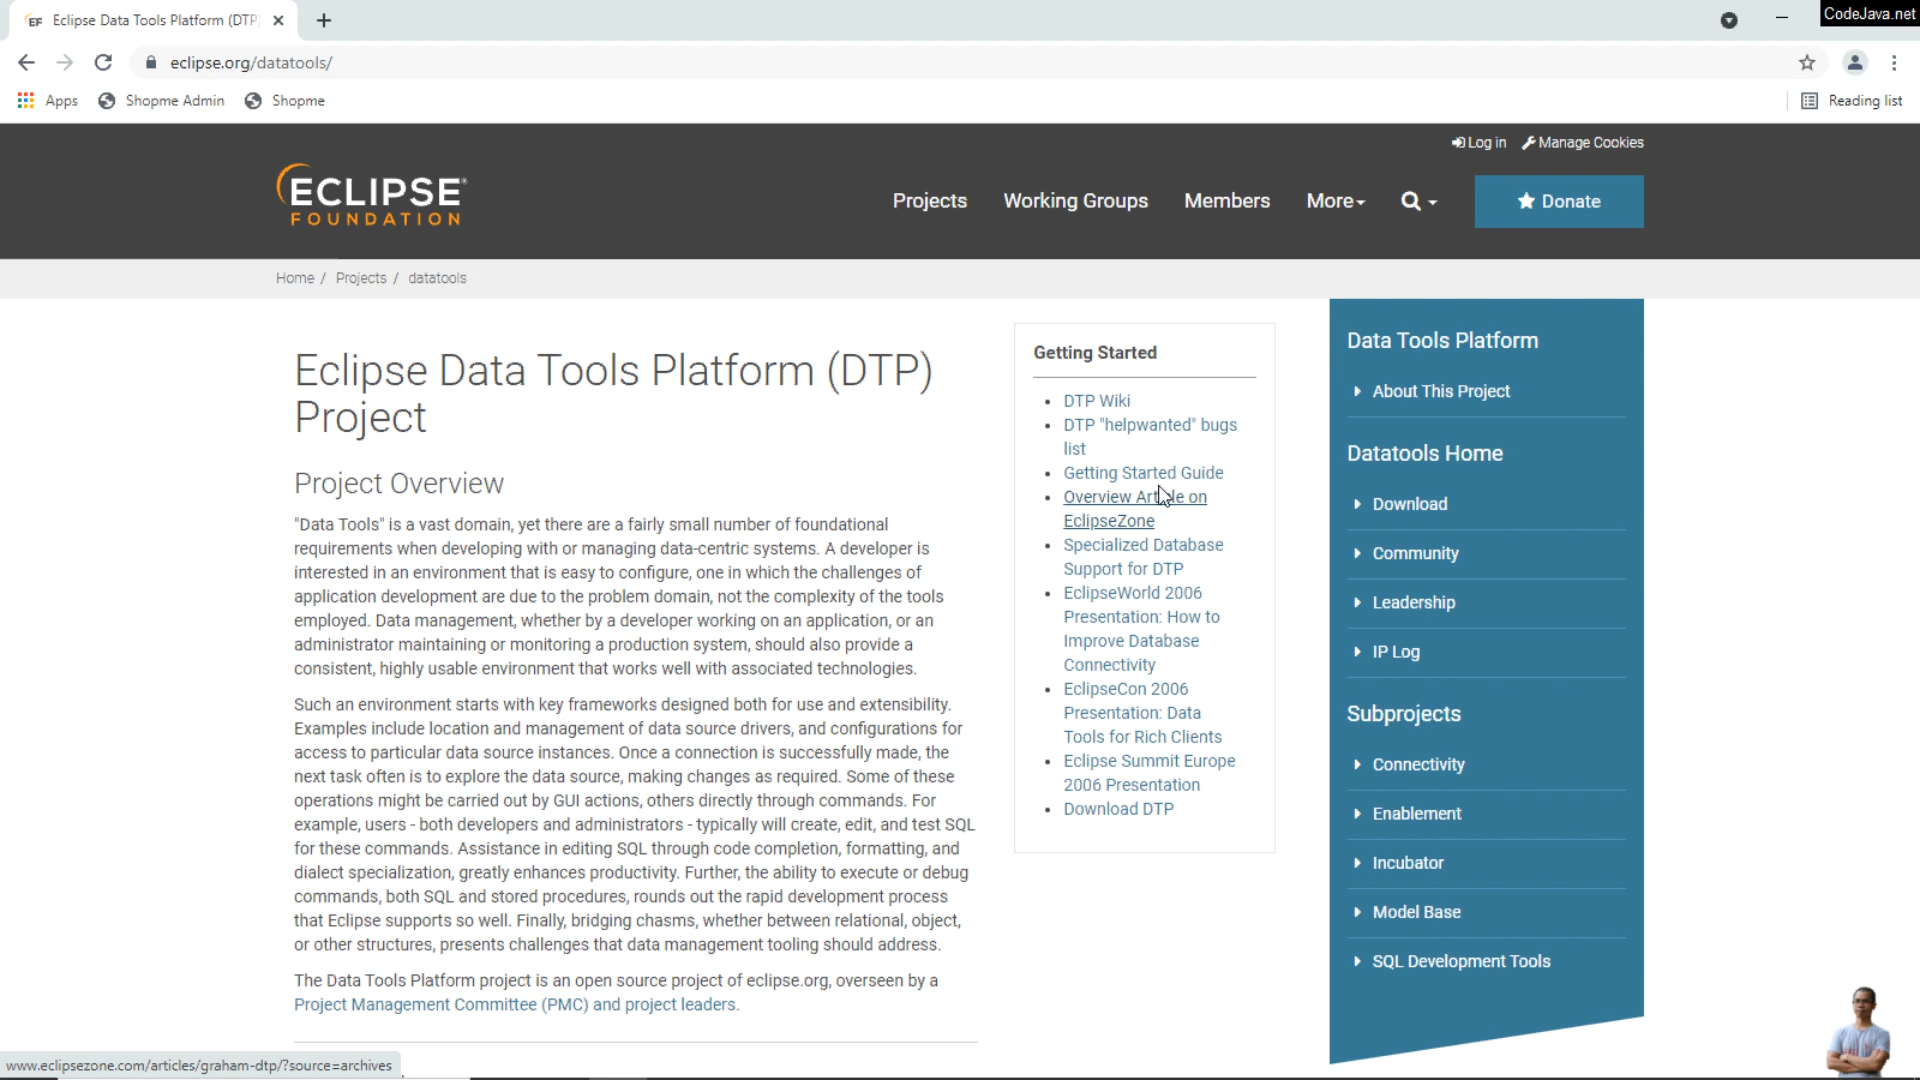 EF Eclipse Data Tools Platform (DTP)
CodeJava.net
eclipse.org/datatools/
Apps
Shopme Admin
Shopme
Reading list
Log in
Manage Cookies
ECLIPSE®
FOUNDATION
Projects
Working Groups
Members
More
Donate
Home / Projects / datatools
Eclipse Data Tools Platform (DTP)
Project
Project Overview
"Data Tools" is a vast domain, yet there are a fairly small number of foundational
requirements when developing with or managing data-centric systems. A developer is
interested in an environment that is easy to configure, one in which the challenges of
application development are due to the problem domain, not the complexity of the tools
employed. Data management, whether by a developer working on an application, or an
administrator maintaining or monitoring a production system, should also provide a
consistent, highly usable environment that works well with associated technologies.
Such an environment starts with key frameworks designed both for use and extensibility.
Examples include location and management of data source drivers, and configurations for
access to particular data source instances. Once a connection is successfully made, the
next task often is to explore the data source, making changes as required. Some of these
operations might be carried out by GUI actions, others directly through commands. For
example, users - both developers and administrators - typically will create, edit, and test SQL
for these commands. Assistance in editing SQL through code completion, formatting, and
dialect specialization, greatly enhances productivity. Further, the ability to execute or debug
commands, both SQL and stored procedures, rounds out the rapid development process
that Eclipse supports so well. Finally, bridging chasms, whether between relational, object,
or other structures, presents challenges that data management tooling should address.
The Data Tools Platform project is an open source project of eclipse.org, overseen by a
Project Management Committee (PMC) and project leaders.
Getting Started
DTP Wiki
DTP "helpwanted" bugs
list
Getting Started Guide
Overview Article on
EclipseZone
Specialized Database
Support for DTP
EclipseWorld 2006
Presentation: How to
Improve Database
Connectivity
EclipseCon 2006
Presentation: Data
Tools for Rich Clients
Eclipse Summit Europe
2006 Presentation
Download DTP
Data Tools Platform
About This Project
Datatools Home
Download
Community
Leadership
IP Log
Subprojects
Connectivity
Enablement
Incubator
Model Base
SQL Development Tools
www.eclipsezone.com/articles/graham-dtp/?source=archives